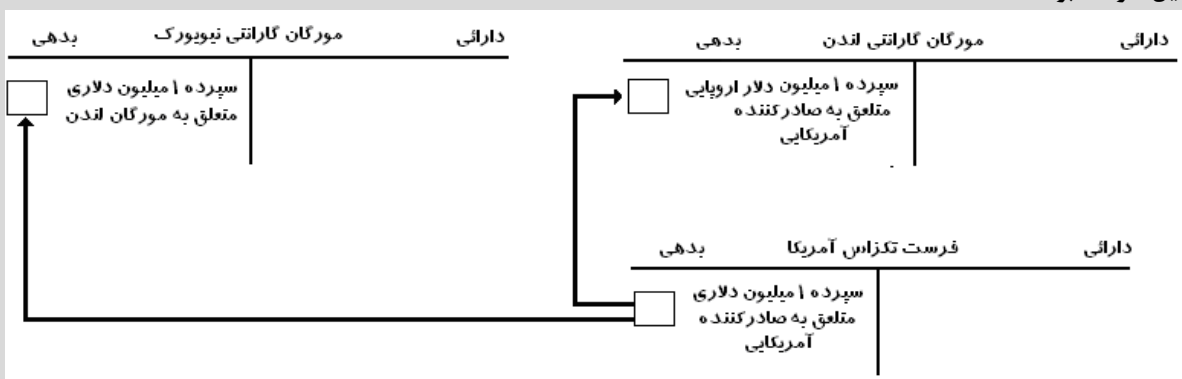 دارائی مورگان گارانتی لندن بدهی
سپرده ۱ میلیون دلار اروپایی
متلعق به صادرکننده
آمریکایی
دارائی مورگان گارانتی نیویورک بدهی
سپرده ۱ میلیون دلاری
متعلق به مورگان لندن
دارائی فرست تکزاس آمریکا بدهی
سپرده ۱ میلیون دلاری
متلعق به صادرکننده
آمریکایی